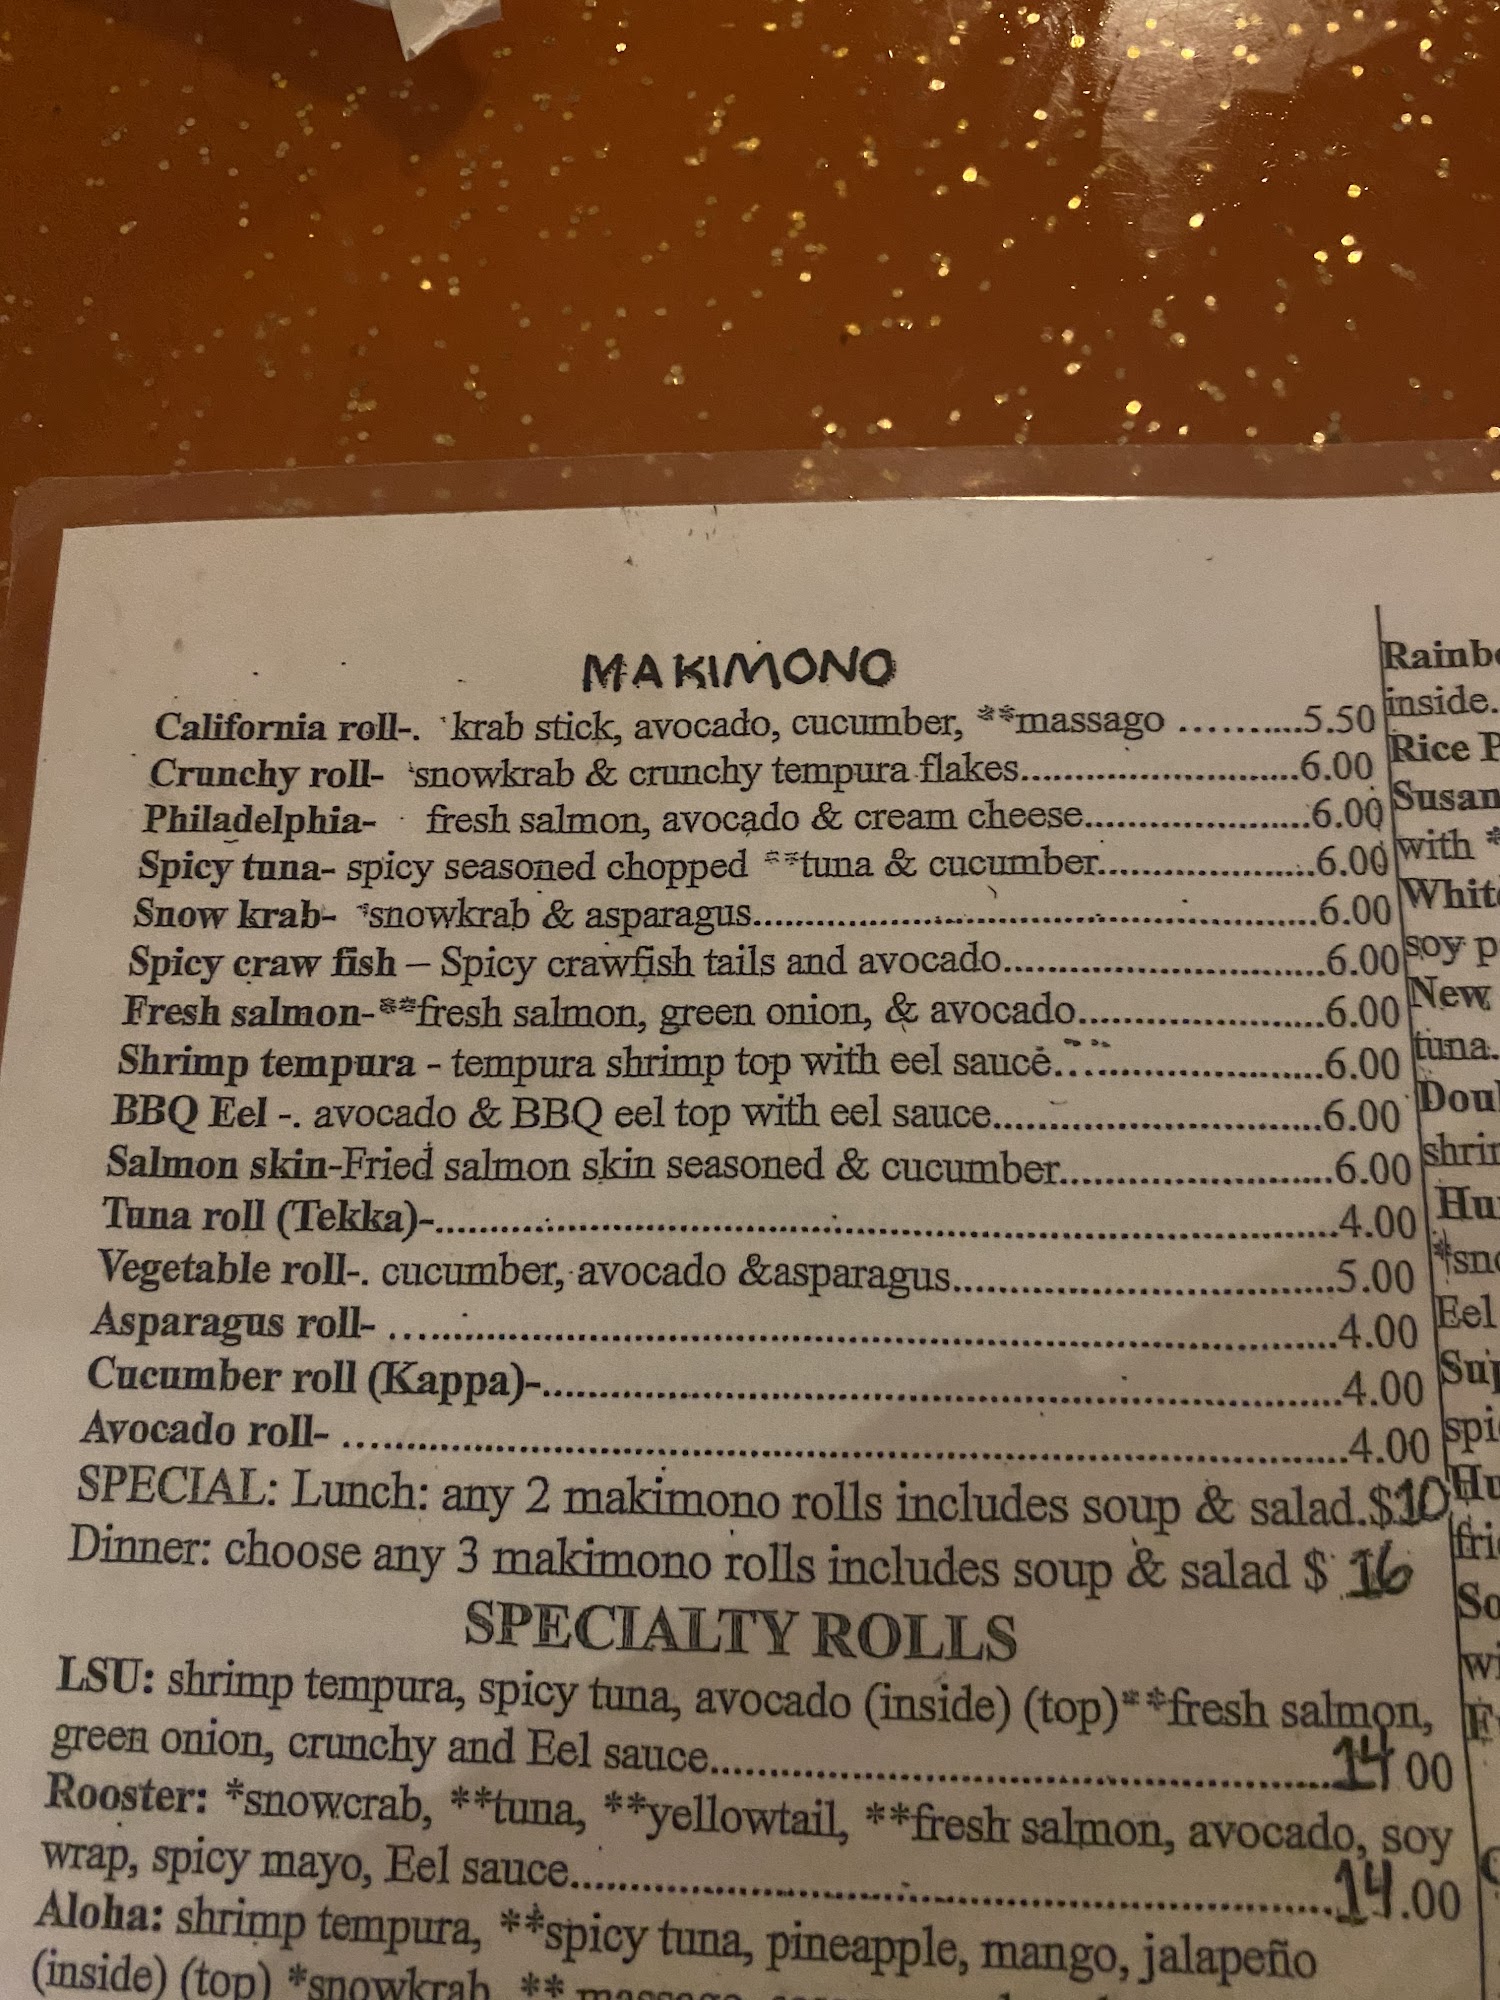 MAKIMONO
California roll-. *krab stick, avocado, cucumber, **massago ..........5.50
Crunchy roll- *snowkrab & crunchy tempura flakes............................6.00
Philadelphia- fresh salmon, avocado & cream cheese.......................6.00
Spicy tuna- spicy seasoned chopped **tuna & cucumber......................6.00
Snow krab- *snowkrab & asparagus.........................................................6.00
Spicy craw fish – Spicy crawfish tails and avocado................................6.00
Fresh salmon-**fresh salmon, green onion, & avocado.........................6.00
Shrimp tempura - tempura shrimp top with eel sauce...........................6.00
BBQ Eel -. avocado & BBQ eel top with eel sauce.................................6.00
Salmon skin-Fried salmon skin seasoned & cucumber...........................6.00
Tuna roll (Tekka)-..........................................................................................4.00
Vegetable roll-. cucumber, avocado &asparagus......................................5.00
Asparagus roll- .............................................................................................4.00
Cucumber roll (Kappa)-................................................................................4.00
Avocado roll- ..................................................................................................4.00
SPECIAL: Lunch: any 2 makimono rolls includes soup & salad.$10
Dinner: choose any 3 makimono rolls includes soup & salad $ 16
SPECIALTY ROLLS
LSU: shrimp tempura, spicy tuna, avocado (inside) (top)**fresh salmon,
green onion, crunchy and Eel sauce..............................................................14.00
Rooster: *snowcrab, **tuna, **yellowtail, **fresh salmon, avocado, soy
wrap, spicy mayo, Eel sauce...........................................................................14.00
Aloha: shrimp tempura, **spicy tuna, pineapple, mango, jalapeño
(inside) (top) *snowkrab, ** massago,
inside.
Rice P
with *
soy p
New
tuna.
Eel